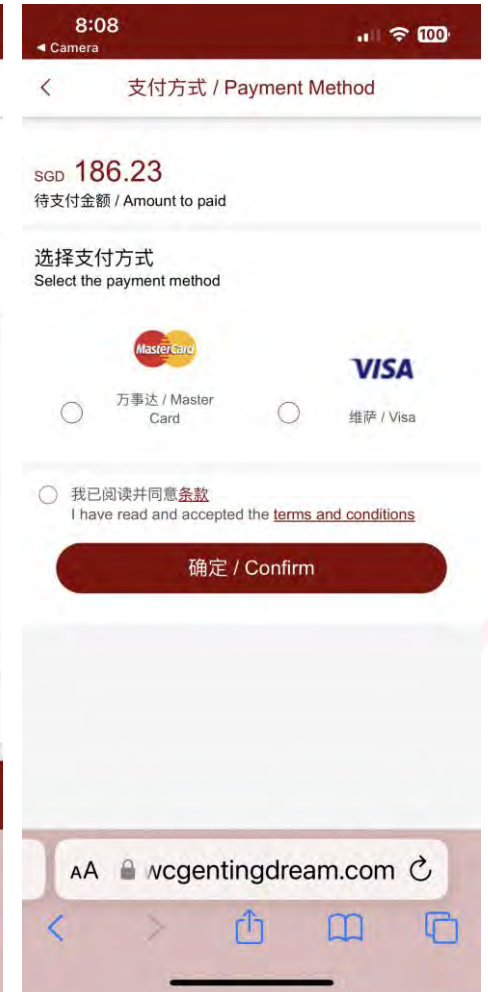 8:08
100
◄ Camera
支付方式 / Payment Method
SGD 186.23
待支付金额 / Amount to paid
选择支付方式
Select the payment method
MasterCard
VISA
万事达 / Master
Card
维萨 / Visa
我已阅读并同意条款
I have read and accepted the terms and conditions
确定 / Confirm
AA
wcgentingdream.com